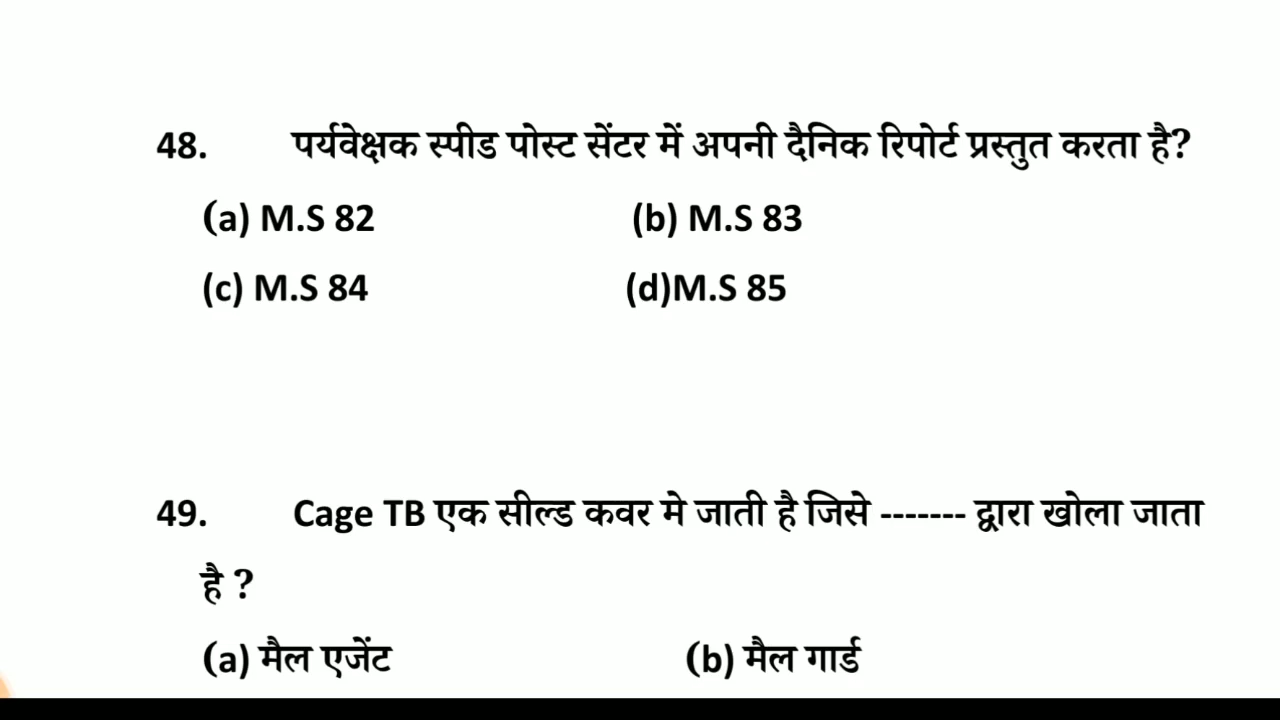 48. पर्यवेक्षक स्पीड पोस्ट सेंटर में अपनी दैनिक रिपोर्ट प्रस्तुत करता है?
(a) M.S 82 (b) M.S 83
(c) M.S 84 (d)M.S 85
49. Cage TB एक सील्ड कवर मे जाती है जिसे ------- द्वारा खोला जाता
है ?
(a) मैल एजेंट (b) मैल गार्ड